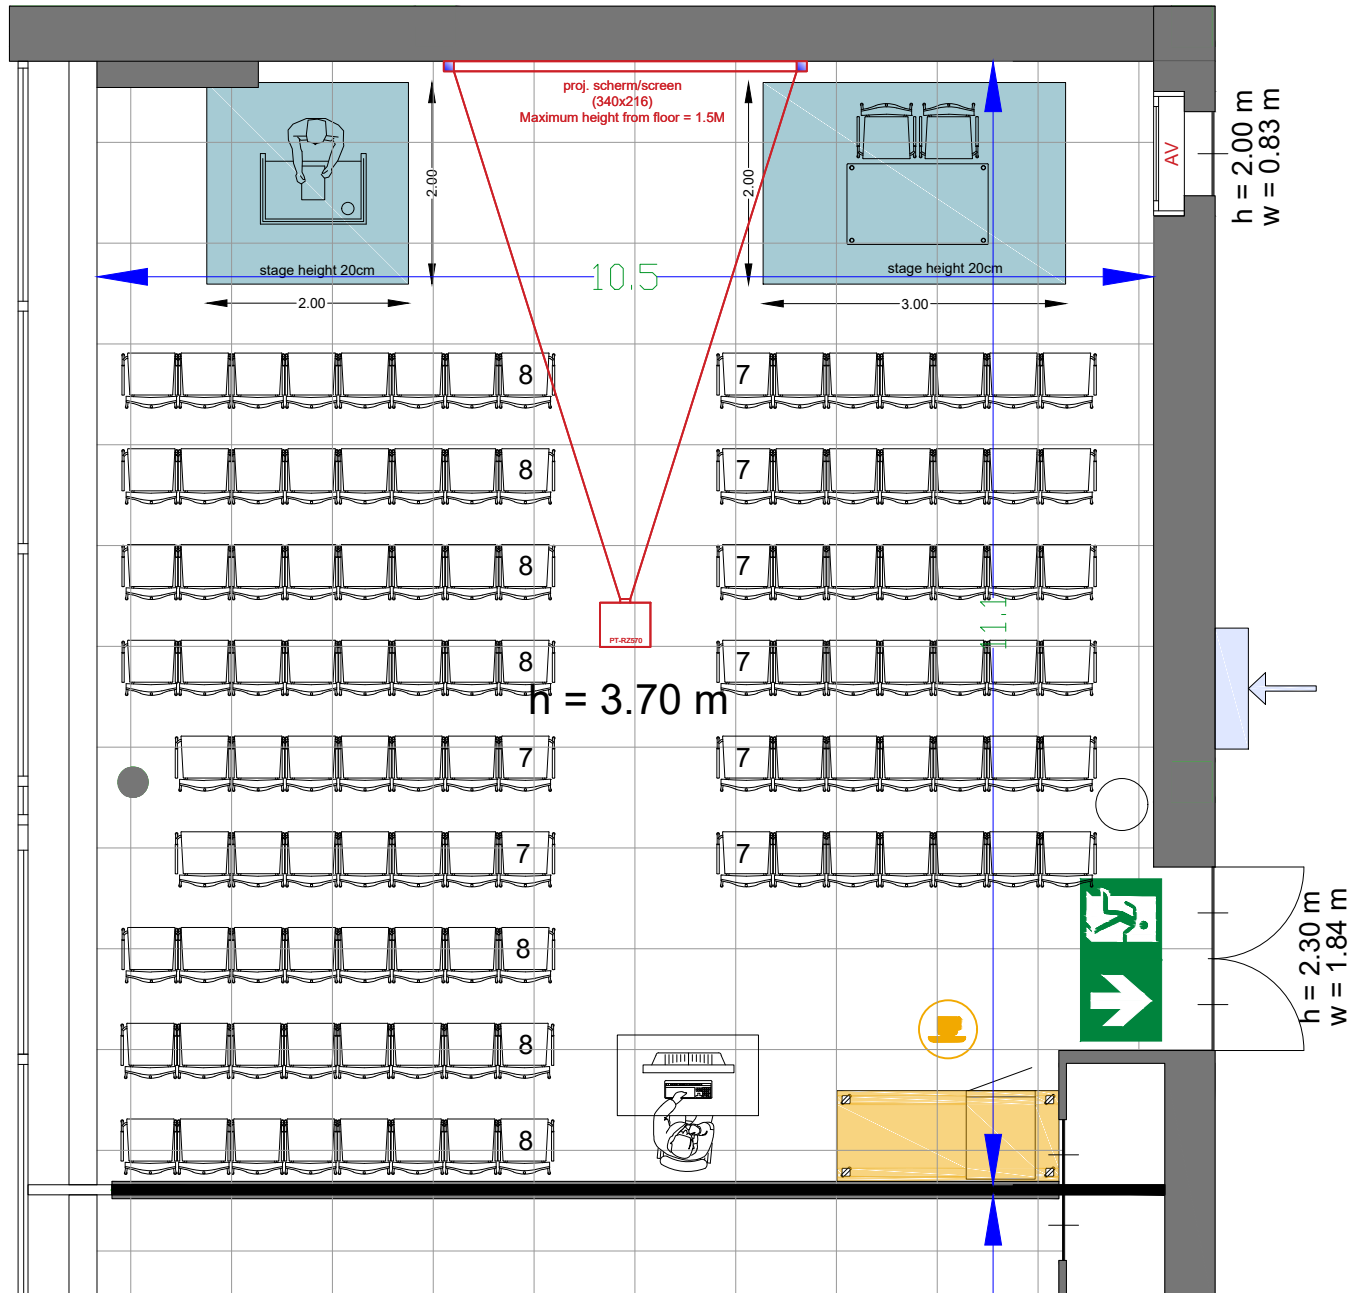 proj. scherm/screen
(340x216)
Maximum height from floor = 1.5M
AV
h = 2.00 m
w = 0.83 m
2.00
2.00
stage height 20cm
10,5
stage height 20cm
2.00
3.00
8
7
8
7
8
7
11,1
PT-RZ570
8
7
h = 3.70 m
7
7
7
7
8
h = 2.30 m
w = 1.84 m
8
8